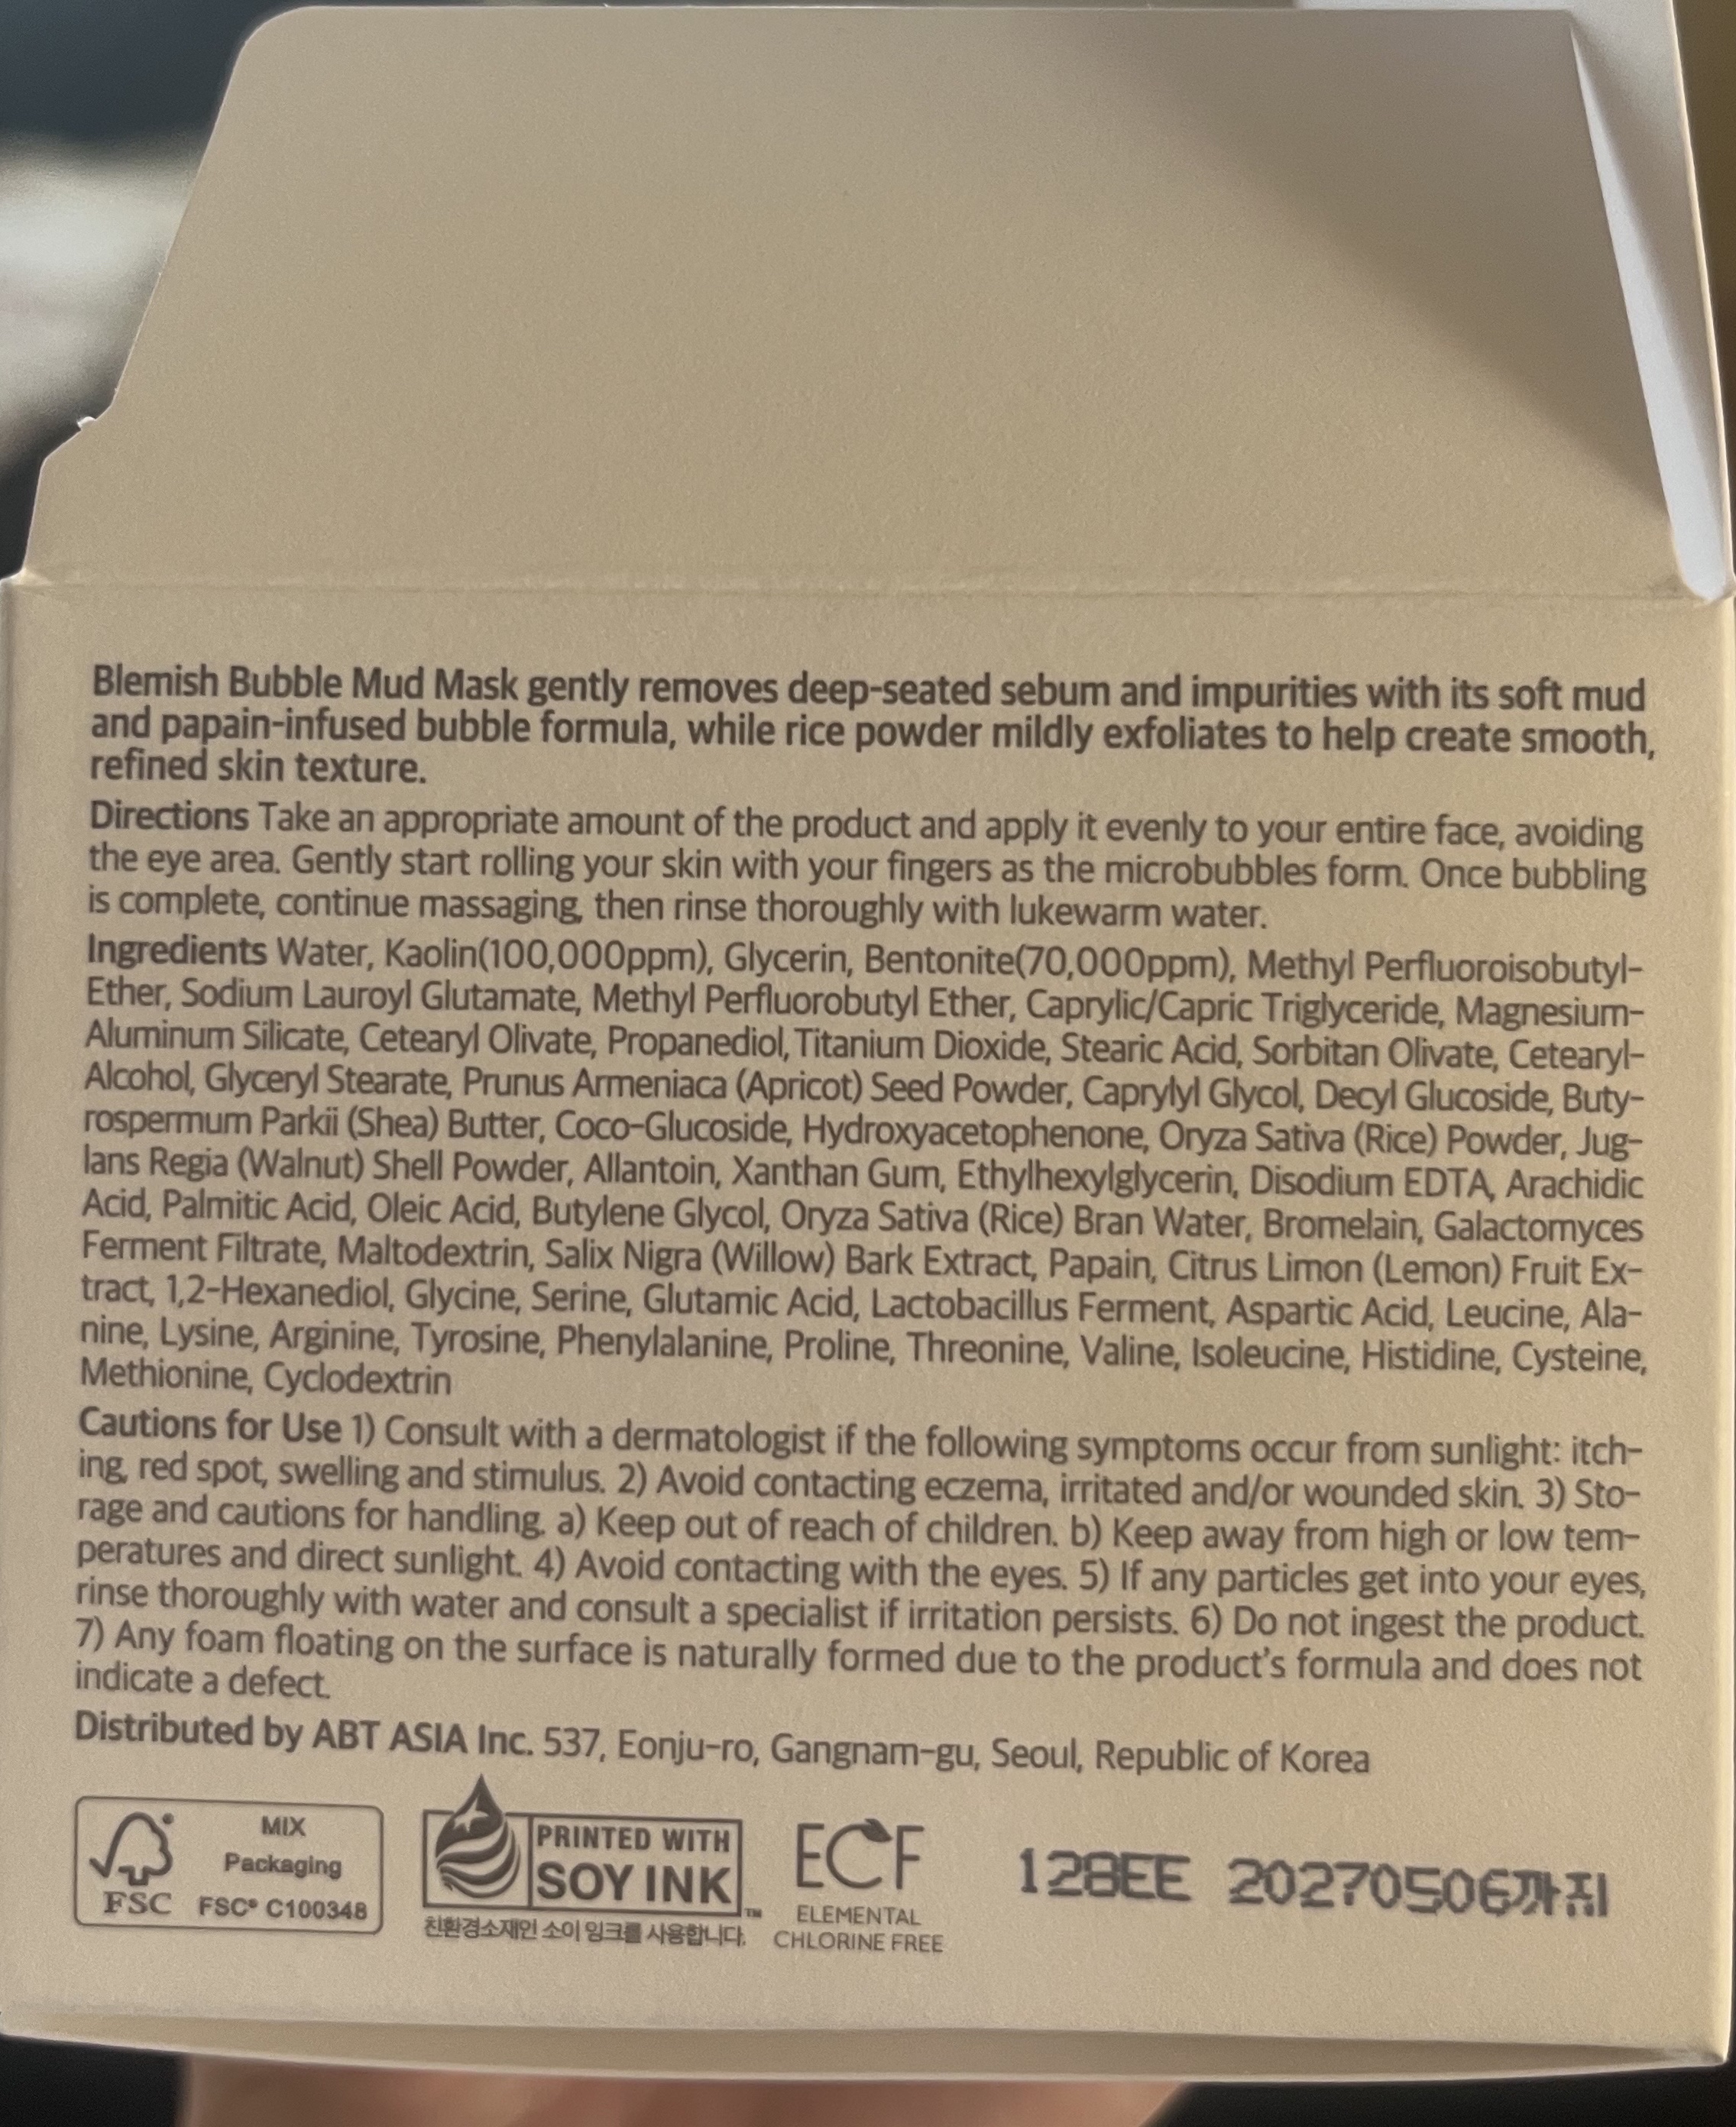 Blemish Bubble Mud Mask gently removes deep-seated sebum and impurities with its soft mud
and papain-infused bubble formula, while rice powder mildly exfoliates to help create smooth,
refined skin texture.
Directions Take an appropriate amount of the product and apply it evenly to your entire face, avoiding
the eye area. Gently start rolling your skin with your fingers as the microbubbles form. Once bubbling
is complete, continue massaging, then rinse thoroughly with lukewarm water.
Ingredients Water, Kaolin(100,000ppm), Glycerin, Bentonite(70,000ppm), Methyl Perfluoroisobutyl-
Ether, Sodium Lauroyl Glutamate, Methyl Perfluorobutyl Ether, Caprylic/Capric Triglyceride, Magnesium-
Aluminum Silicate, Cetearyl Olivate, Propanediol, Titanium Dioxide, Stearic Acid, Sorbitan Olivate, Cetearyl-
Alcohol, Glyceryl Stearate, Prunus Armeniaca (Apricot) Seed Powder, Caprylyl Glycol, Decyl Glucoside, Buty-
rospermum Parkii (Shea) Butter, Coco-Glucoside, Hydroxyacetophenone, Oryza Sativa (Rice) Powder, Jug-
lans Regia (Walnut) Shell Powder, Allantoin, Xanthan Gum, Ethylhexylglycerin, Disodium EDTA, Arachidic
Acid, Palmitic Acid, Oleic Acid, Butylene Glycol, Oryza Sativa (Rice) Bran Water, Bromelain, Galactomyces
Ferment Filtrate, Maltodextrin, Salix Nigra (Willow) Bark Extract, Papain, Citrus Limon (Lemon) Fruit Ex-
tract, 1,2-Hexanediol, Glycine, Serine, Glutamic Acid, Lactobacillus Ferment, Aspartic Acid, Leucine, Ala-
nine, Lysine, Arginine, Tyrosine, Phenylalanine, Proline, Threonine, Valine, Isoleucine, Histidine, Cysteine,
Methionine, Cyclodextrin
Cautions for Use 1) Consult with a dermatologist if the following symptoms occur from sunlight: itch-
ing, red spot, swelling and stimulus. 2) Avoid contacting eczema, irritated and/or wounded skin. 3) Sto-
rage and cautions for handling. a) Keep out of reach of children. b) Keep away from high or low tem-
peratures and direct sunlight. 4) Avoid contacting with the eyes. 5) If any particles get into your eyes,
rinse thoroughly with water and consult a specialist if irritation persists. 6) Do not ingest the product.
7) Any foam floating on the surface is naturally formed due to the product's formula and does not
indicate a defect.
Distributed by ABT ASIA Inc. 537, Eonju-ro, Gangnam-gu, Seoul, Republic of Korea
FSC
MIX
Packaging
FSC® C100348
PRINTED WITH
SOY INK™
친환경소재인 소이 잉크를 사용합니다.
ECF
ELEMENTAL
CHLORINE FREE
128EE 20270506까지